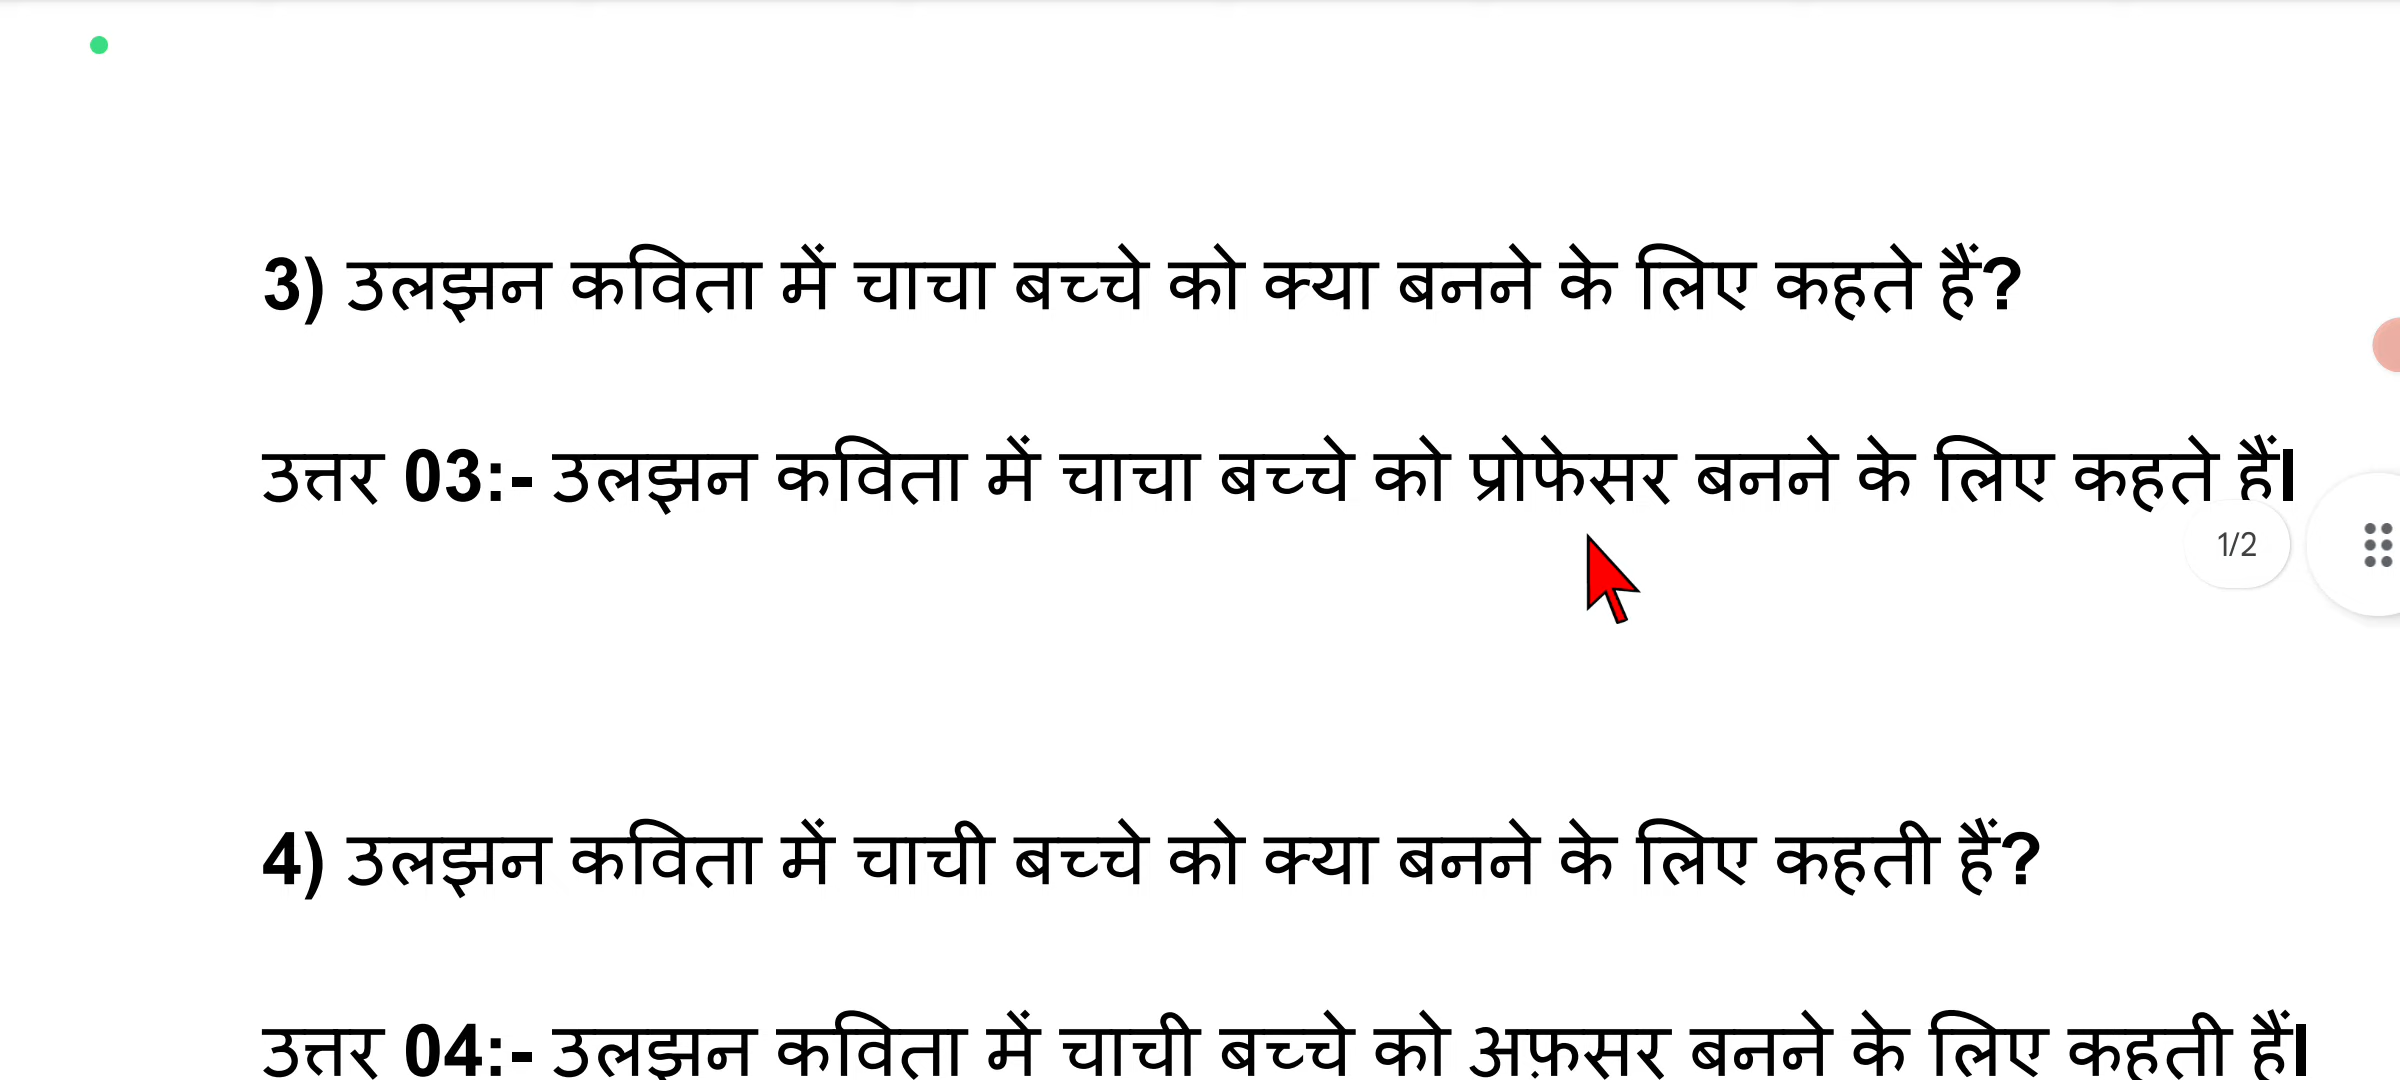 3) उलझन कविता में चाचा बच्चे को क्या बनने के लिए कहते हैं?
उत्तर 03:- उलझन कविता में चाचा बच्चे को प्रोफेसर बनने के लिए कहते हैं।
1/2
4) उलझन कविता में चाची बच्चे को क्या बनने के लिए कहती हैं?
उत्तर 04:- उलझन कविता में चाची बच्चे को अफ़सर बनने के लिए कहती हैं।